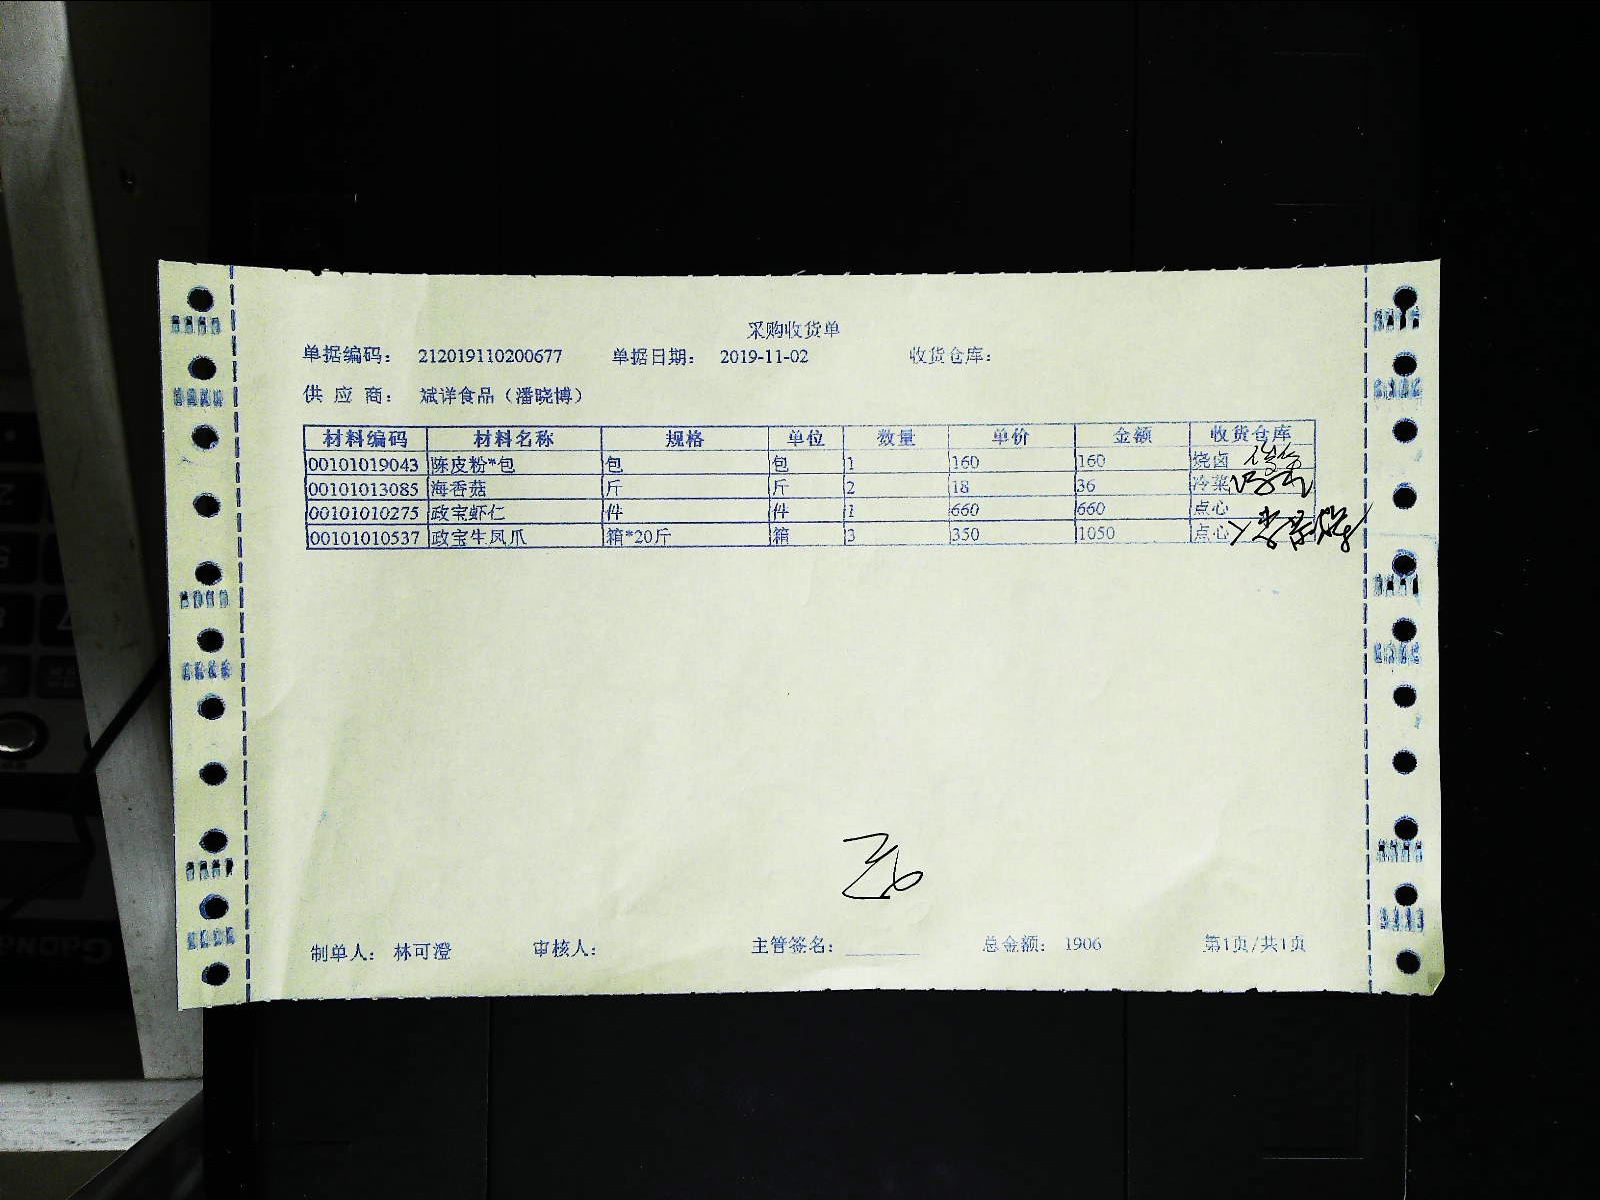 采购收货单
单据编码： 212019110200677 单据日期： 2019-11-02 收货仓库：
供 应 商： 斌详食品（潘晓博）
材料编码 材料名称 规格 单位 数量 单价 金额 收货仓库
00101019043 陈皮粉*包 包 包 1 160 160 烧卤
00101013085 海香菇 斤 斤 2 18 36 冷菜
00101010275 政宝虾仁 件 件 1 660 660 点心
00101010537 政宝生凤爪 箱*20斤 箱 3 350 1050 点心
制单人： 林可澄 审核人： 主管签名： 总金额： 1906 第1页/共1页